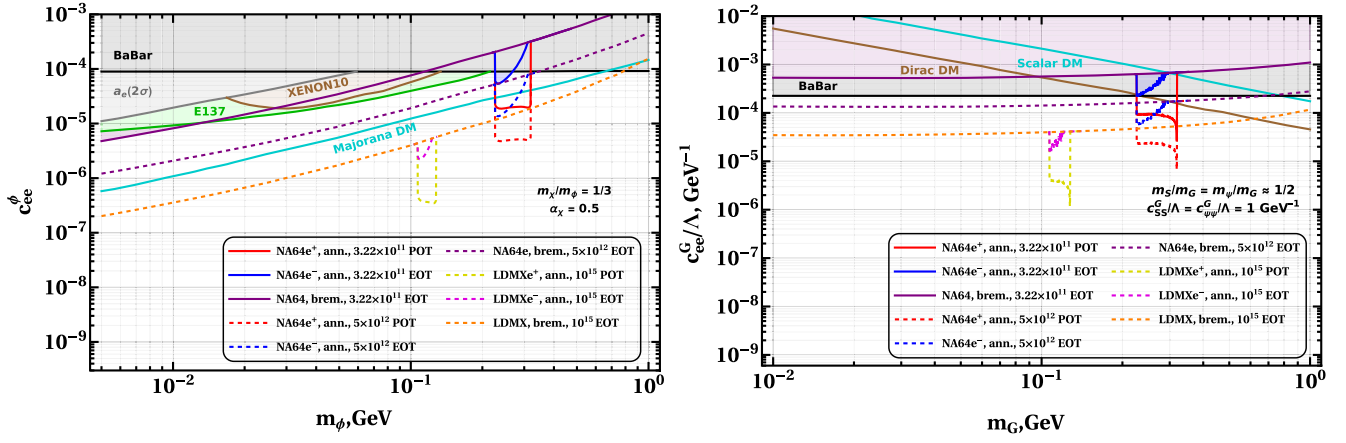 10⁻³
10⁻⁴
10⁻⁵
10⁻⁶
10⁻⁷
10⁻⁸
10⁻⁹
c^ϕ_ee
BaBar
aₑ(2σ)
XENON10
E137
Majorana DM
m_χ/m_ϕ = 1/3
α_χ = 0.5
NA64e⁺, ann., 3.22×10¹¹ POT
NA64e⁻, ann., 3.22×10¹¹ EOT
NA64, brem., 3.22×10¹¹ EOT
NA64e⁺, ann., 5×10¹² POT
NA64e⁻, ann., 5×10¹² EOT
NA64e, brem., 5×10¹² EOT
LDMXe⁺, ann., 10¹⁵ POT
LDMXe⁻, ann., 10¹⁵ EOT
LDMX, brem., 10¹⁵ EOT
10⁻² 10⁻¹ 10⁰
m_ϕ,GeV
10⁻²
10⁻³
10⁻⁴
10⁻⁵
10⁻⁶
10⁻⁷
10⁻⁸
10⁻⁹
c^G_ee/Λ, GeV⁻¹
Dirac DM
Scalar DM
BaBar
m_S/m_G = m_ψ/m_G ≈ 1/2
c^G_SS/Λ = c^G_ψψ/Λ = 1 GeV⁻¹
NA64e⁺, ann., 3.22×10¹¹ POT
NA64e⁻, ann., 3.22×10¹¹ EOT
NA64, brem., 3.22×10¹¹ EOT
NA64e⁺, ann., 5×10¹² POT
NA64e⁻, ann., 5×10¹² EOT
NA64e, brem., 5×10¹² EOT
LDMXe⁺, ann., 10¹⁵ POT
LDMXe⁻, ann., 10¹⁵ EOT
LDMX, brem., 10¹⁵ EOT
10⁻² 10⁻¹ 10⁰
m_G,GeV